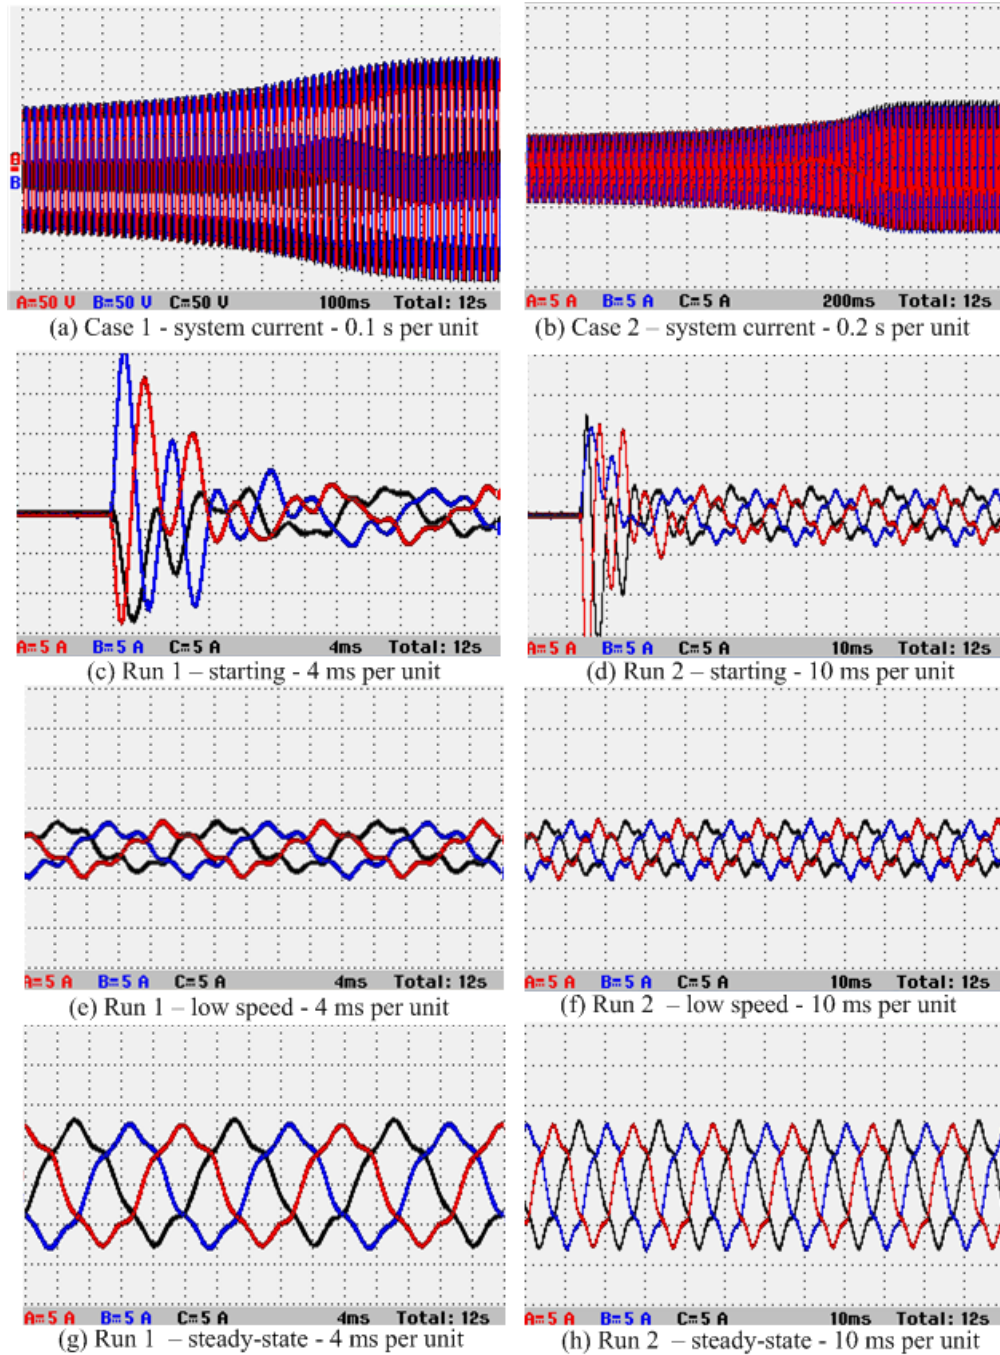 B
B
A=50 V B=50 V C=50 V 100ms Total: 12s
A=5 A B=5 A C=5 A 200ms Total: 12s
(a) Case 1 - system current - 0.1 s per unit
(b) Case 2 – system current - 0.2 s per unit
A=5 A B=5 A C=5 A 4ms Total: 12s
A=5 A B=5 A C=5 A 10ms Total: 12s
(c) Run 1 – starting - 4 ms per unit
(d) Run 2 – starting - 10 ms per unit
A=5 A B=5 A C=5 A 4ms Total: 12s
A=5 A B=5 A C=5 A 10ms Total: 12s
(e) Run 1 – low speed - 4 ms per unit
(f) Run 2 – low speed - 10 ms per unit
A=5 A B=5 A C=5 A 4ms Total: 12s
A=5 A B=5 A C=5 A 10ms Total: 12s
(g) Run 1 – steady-state - 4 ms per unit
(h) Run 2 – steady-state - 10 ms per unit